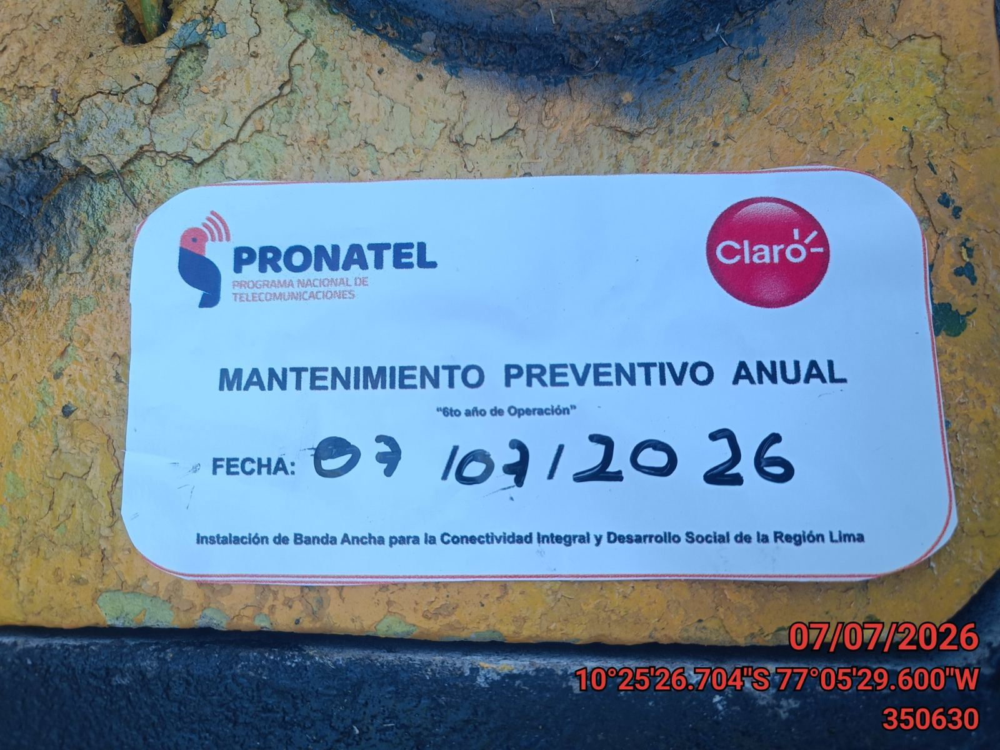 PRONATEL
PROGRAMA NACIONAL DE
TELECOMUNICACIONES
Claro
MANTENIMIENTO PREVENTIVO ANUAL
“6to año de Operación”
FECHA: 07 /07/ 2026
Instalación de Banda Ancha para la Conectividad Integral y Desarrollo Social de la Región Lima
07/07/2026
10°25'26.704"S 77°05'29.600"W
350630